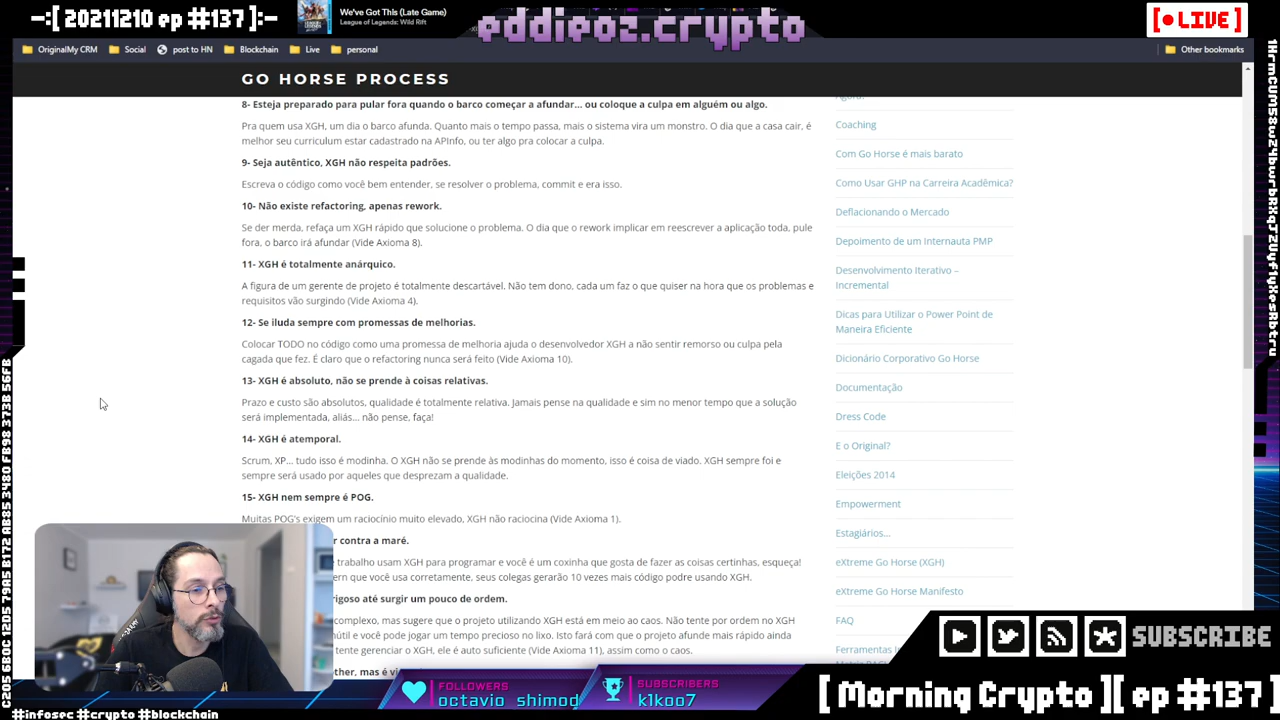 -:[ 20211210 ep #137 ]:-
We've Got This (Late Game)
League of Legends: Wild Rift
eddieoz.crypto
[ ● LIVE ]
OriginalMy CRM
Social
post to HN
Blockchain
Live
personal
Other bookmarks
GO HORSE PROCESS
8- Esteja preparado para pular fora quando o barco começar a afundar… ou coloque a culpa em alguém ou algo.
Pra quem usa XGH, um dia o barco afunda. Quanto mais o tempo passa, mais o sistema vira um monstro. O dia que a casa cair, é
melhor seu curriculum estar cadastrado na APInfo, ou ter algo pra colocar a culpa.
9- Seja autêntico, XGH não respeita padrões.
Escreva o código como você bem entender, se resolver o problema, commit e era isso.
10- Não existe refactoring, apenas rework.
Se der merda, refaça um XGH rápido que solucione o problema. O dia que o rework implicar em reescrever a aplicação toda, pule
fora, o barco irá afundar (Vide Axioma 8).
11- XGH é totalmente anárquico.
A figura de um gerente de projeto é totalmente descartável. Não tem dono, cada um faz o que quiser na hora que os problemas e
requisitos vão surgindo (Vide Axioma 4).
12- Se iluda sempre com promessas de melhorias.
Colocar TODO no código como uma promessa de melhoria ajuda o desenvolvedor XGH a não sentir remorso ou culpa pela
cagada que fez. É claro que o refactoring nunca será feito (Vide Axioma 10).
13- XGH é absoluto, não se prende à coisas relativas.
Prazo e custo são absolutos, qualidade é totalmente relativa. Jamais pense na qualidade e sim no menor tempo que a solução
será implementada, aliás… não pense, faça!
14- XGH é atemporal.
Scrum, XP… tudo isso é modinha. O XGH não se prende às modinhas do momento, isso é coisa de viado. XGH sempre foi e
sempre será usado por aqueles que desprezam a qualidade.
15- XGH nem sempre é POG.
Muitas POG's exigem um raciocínio muito elevado, XGH não raciocina (Vide Axioma 1).
r contra a maré.
trabalho usam XGH para programar e você é um coxinha que gosta de fazer as coisas certinhas, esqueça!
ern que você usa corretamente, seus colegas gerarão 10 vezes mais código podre usando XGH.
rigoso até surgir um pouco de ordem.
complexo, mas sugere que o projeto utilizando XGH está em meio ao caos. Não tente por ordem no XGH
nútil e você pode jogar um tempo precioso no lixo. Isto fará com que o projeto afunde mais rápido ainda
tente gerenciar o XGH, ele é auto suficiente (Vide Axioma 11), assim como o caos.
other, mas é vi
Agora!
Coaching
Com Go Horse é mais barato
Como Usar GHP na Carreira Acadêmica?
Deflacionando o Mercado
Depoimento de um Internauta PMP
Desenvolvimento Iterativo –
Incremental
Dicas para Utilizar o Power Point de
Maneira Eficiente
Dicionário Corporativo Go Horse
Documentação
Dress Code
E o Original?
Eleições 2014
Empowerment
Estagiários…
eXtreme Go Horse (XGH)
eXtreme Go Horse Manifesto
FAQ
Ferramentas
SUBSCRIBE
FOLLOWERS
octavio shimod
SUBSCRIBERS
k1koo7
[ Morning Crypto ][ ep #137 ]
#infosec #crypto #blockchain